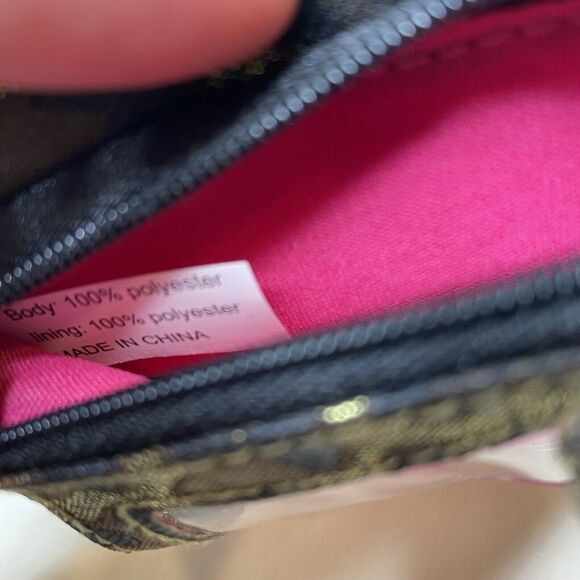 Body: 100% polyester
lining: 100% polyester
MADE IN CHINA